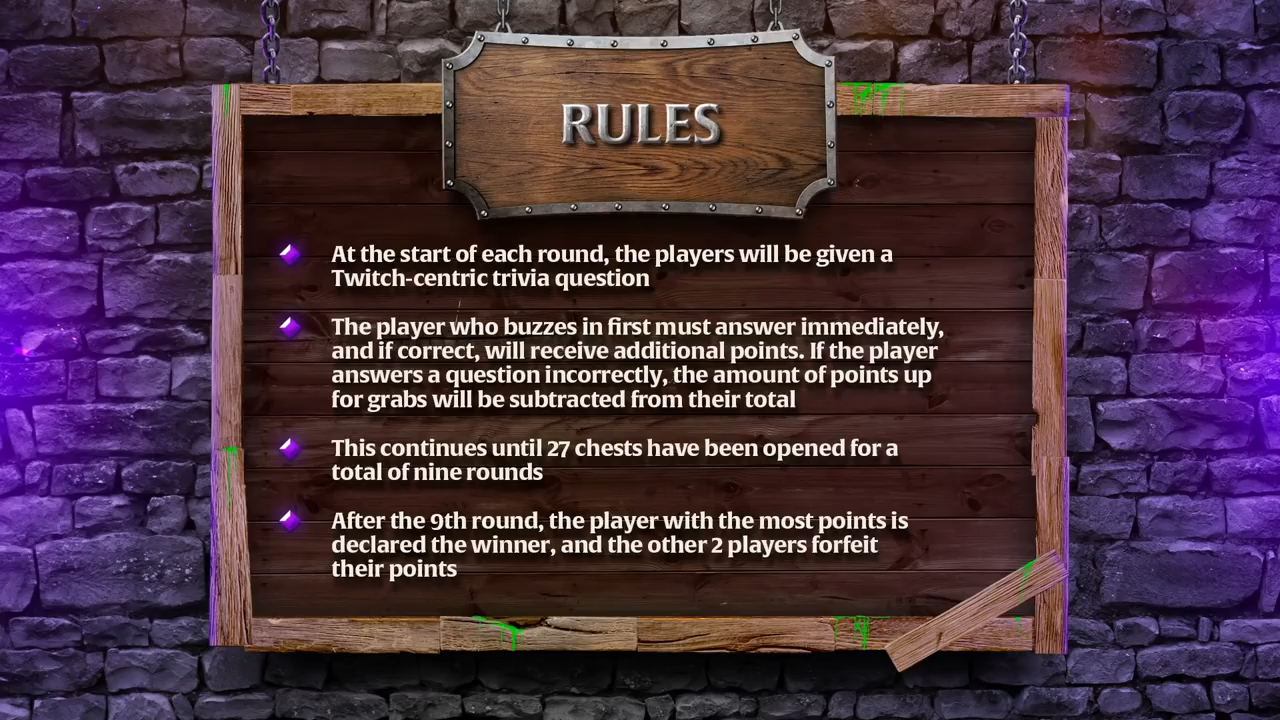 RULES
At the start of each round, the players will be given a
Twitch-centric trivia question
The player who buzzes in first must answer immediately,
and if correct, will receive additional points. If the player
answers a question incorrectly, the amount of points up
for grabs will be subtracted from their total
This continues until 27 chests have been opened for a
total of nine rounds
After the 9th round, the player with the most points is
declared the winner, and the other 2 players forfeit
their points